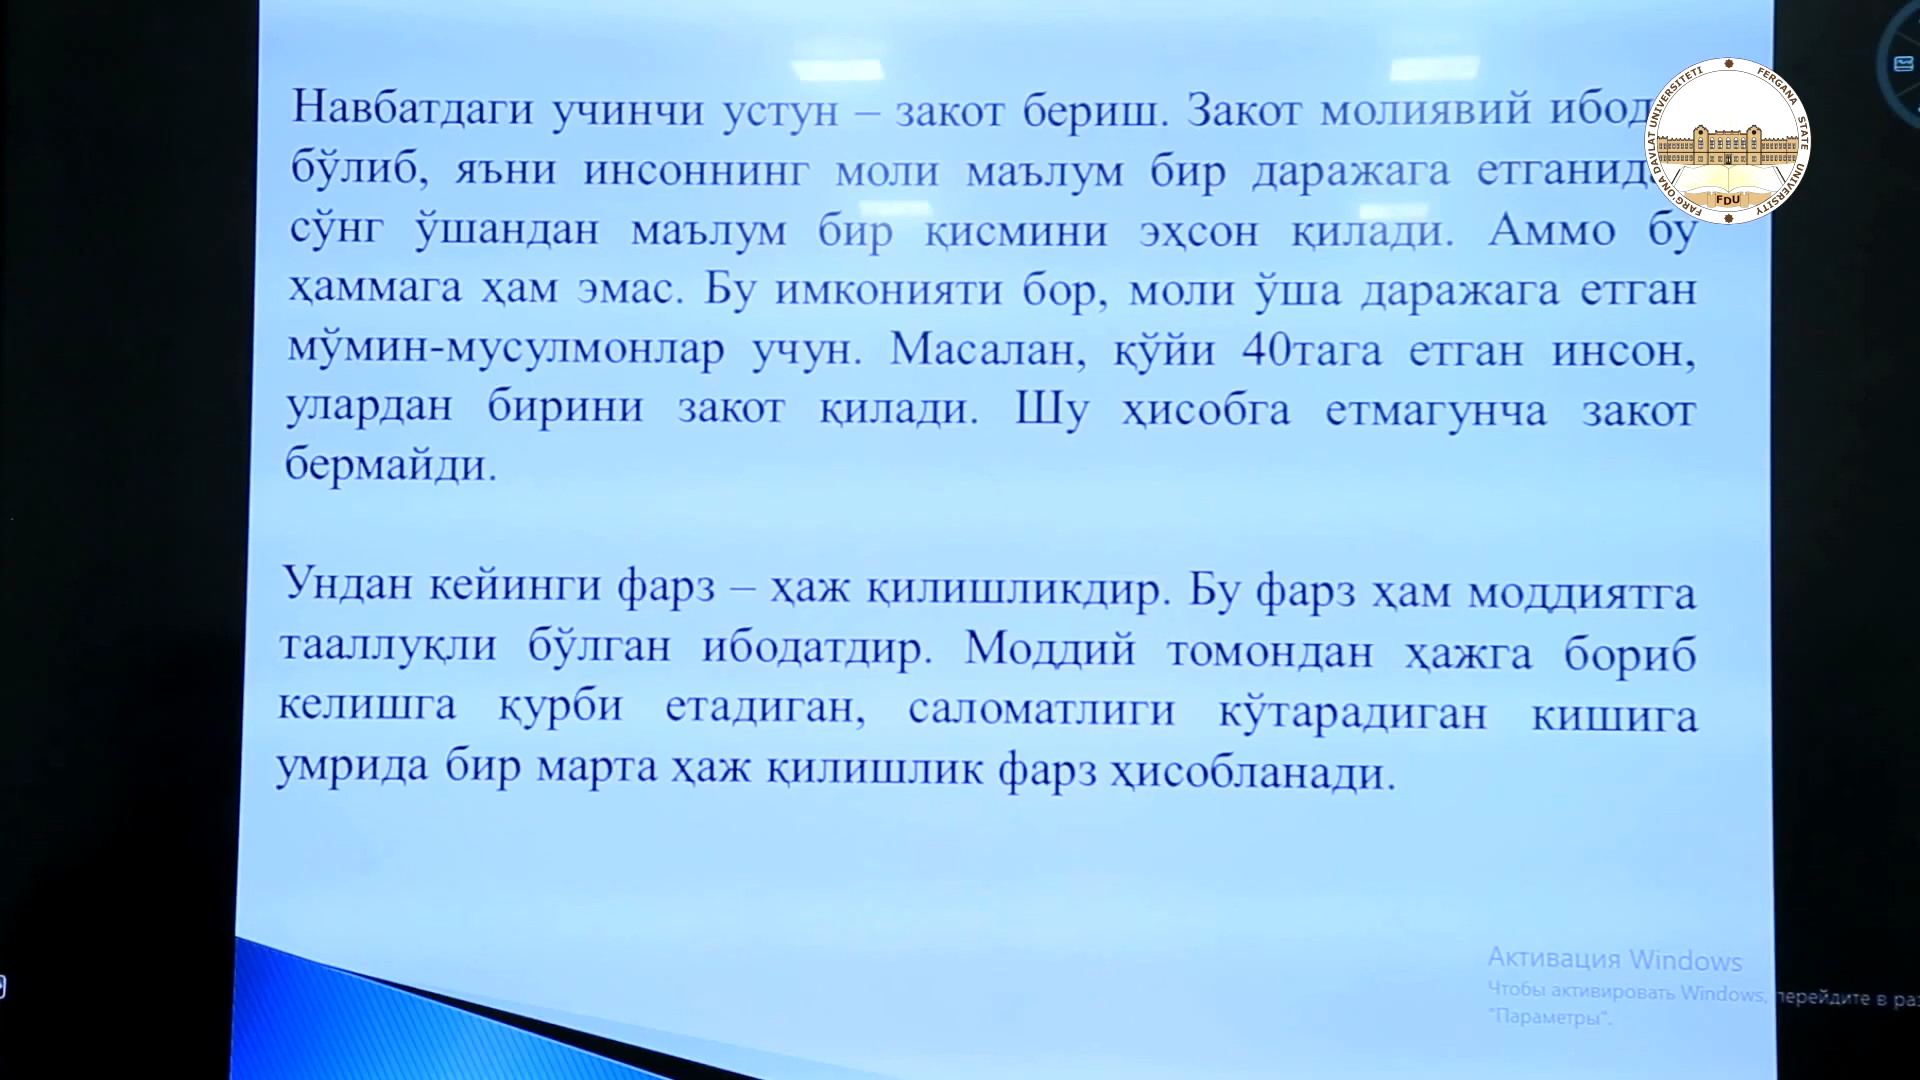 Навбатдаги учинчи устун – закот бериш. Закот молиявий
бўлиб, яъни инсоннинг моли маълум бир даражага
сўнг ўшандан маълум бир қисмини эҳсон қилади. Аммо бу
ҳаммага ҳам эмас. Бу имконияти бор, моли ўша даражага етган
мўмин-мусулмонлар учун. Масалан, қўйи 40тага етган инсон,
улардан бирини закот қилади. Шу ҳисобга етмагунча закот
бермайди.
Ундан кейинги фарз – ҳаж қилишликдир. Бу фарз ҳам моддиятга
тааллуқли бўлган ибодатдир. Моддий томондан ҳажга бориб
келишга қурби етадиган, саломатлиги кўтарадиган кишига
умрида бир марта ҳаж қилишлик фарз ҳисобланади.
FARG'ONA DAVLAT UNIVERSITETI
FERGANA STATE UNIVERSITY
FDU
Активация Windows
Чтобы активировать Windows, перейдите в
"Параметры".